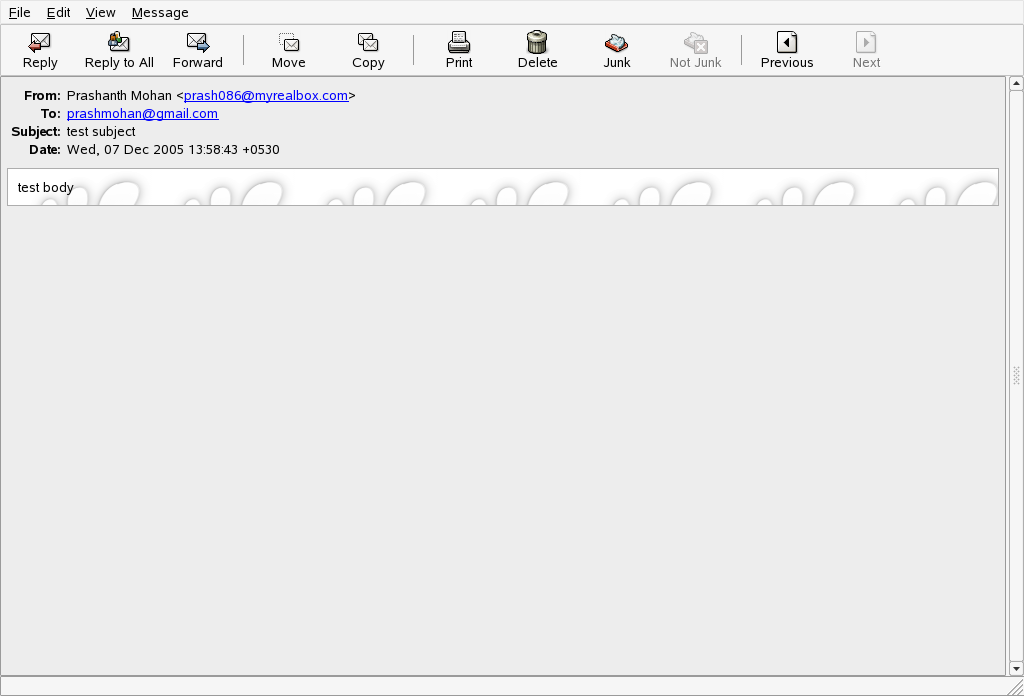 File Edit View Message
Reply Reply to All Forward Move Copy Print Delete Junk Not Junk Previous Next
From: Prashanth Mohan <prash086@myrealbox.com>
To: prashmohan@gmail.com
Subject: test subject
Date: Wed, 07 Dec 2005 13:58:43 +0530
test body